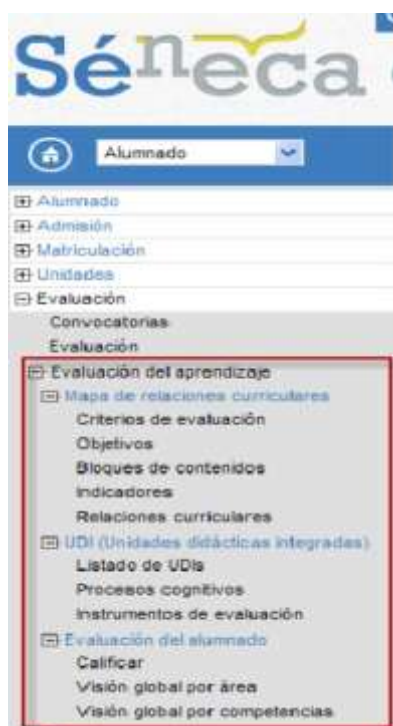 Séneca
Alumnado
Alumnado
Admisión
Matriculación
Unidades
Evaluación
Convocatorias
Evaluación
Evaluación del aprendizaje
Mapa de relaciones curriculares
Criterios de evaluación
Objetivos
Bloques de contenidos
Indicadores
Relaciones curriculares
UDI (Unidades didácticas integradas)
Listado de UDIs
Procesos cognitivos
Instrumentos de evaluación
Evaluación del alumnado
Calificar
Visión global por área
Visión global por competencias